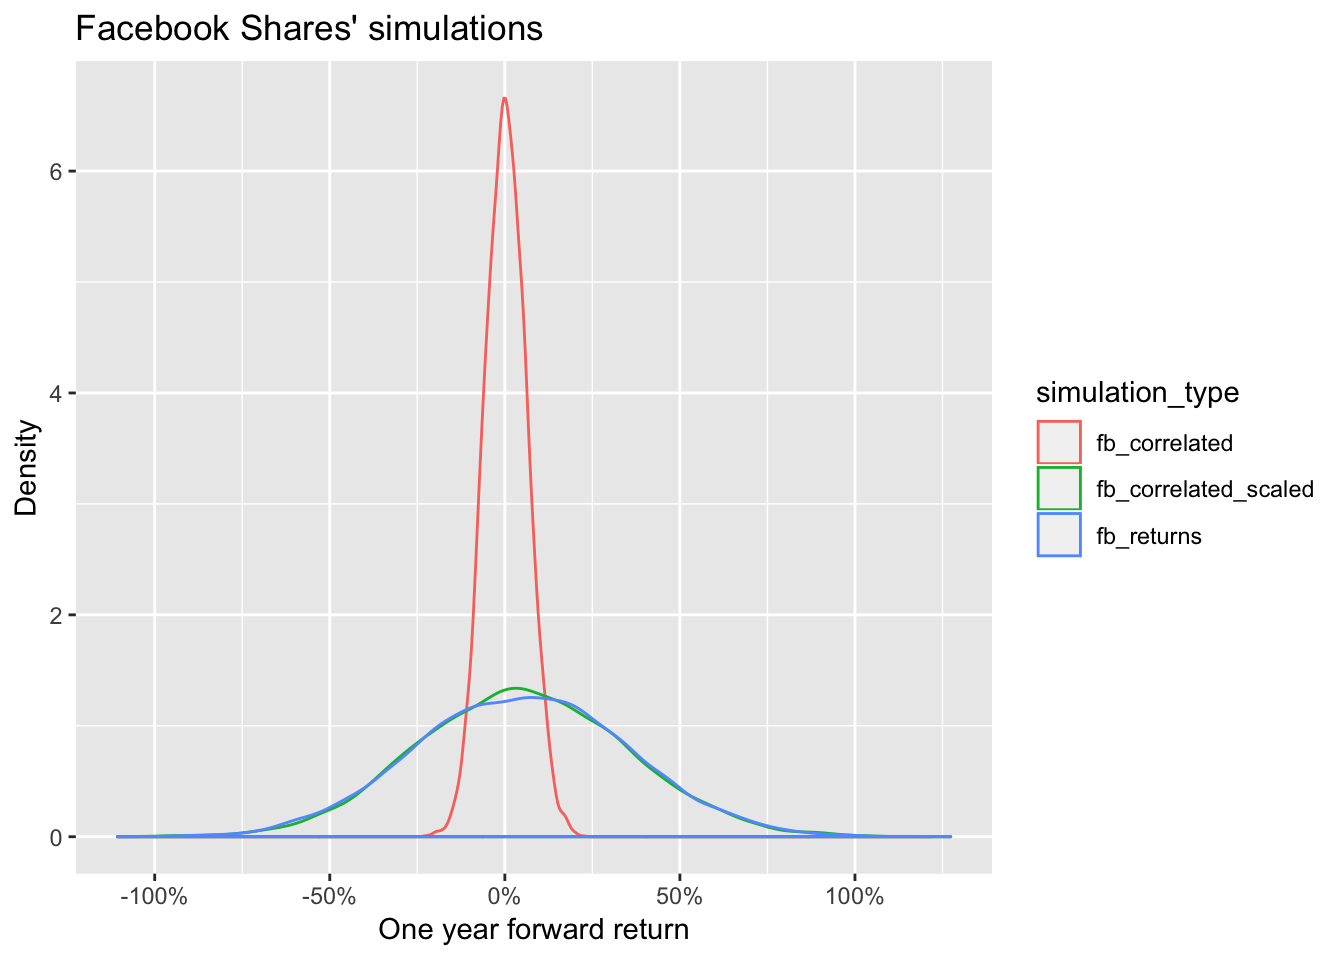 Facebook Shares' simulations
Density
6
4
2
0
-100%
-50%
0%
50%
100%
One year forward return
simulation_type
fb_correlated
fb_correlated_scaled
fb_returns